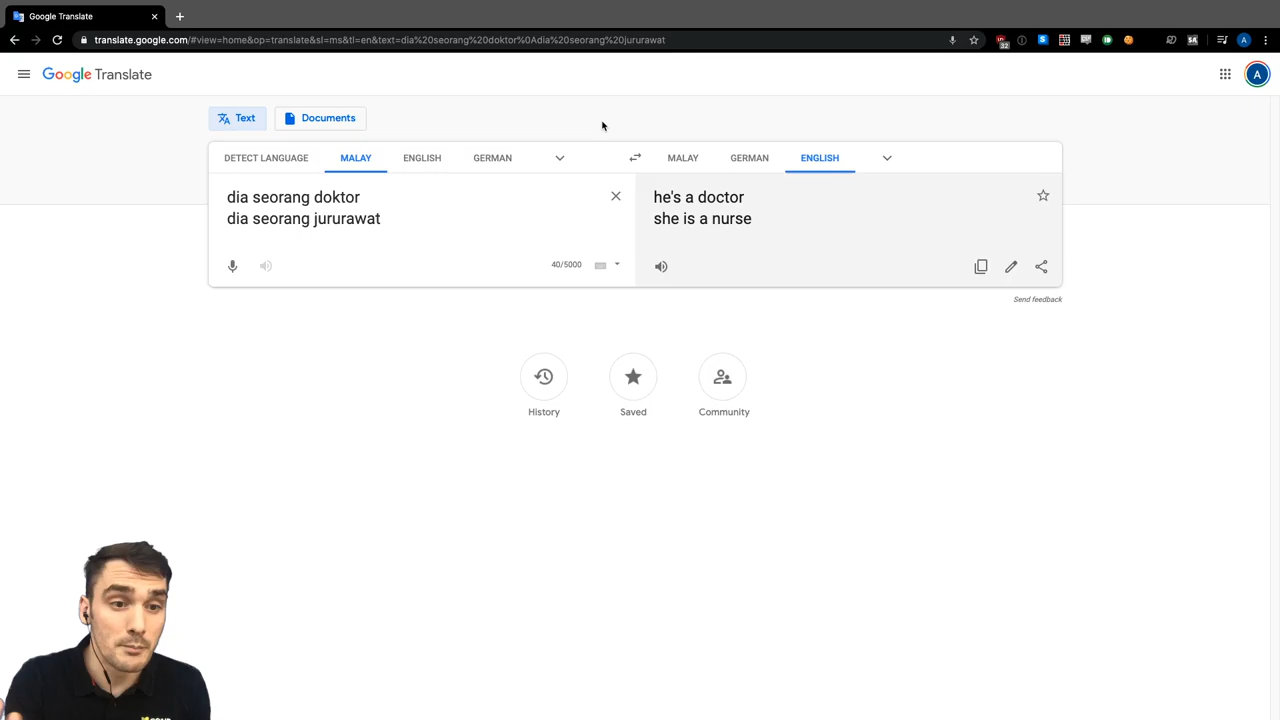 Google Translate
translate.google.com/#view=home&op=translate&sl=ms&tl=en&text=dia%20seorang%20doktor%0Adia%20seorang%20jururawat
32
A
Google Translate
A
Text
Documents
DETECT LANGUAGE
MALAY
ENGLISH
GERMAN
MALAY
GERMAN
ENGLISH
dia seorang doktor
dia seorang jururawat
he's a doctor
she is a nurse
40/5000
Send feedback
History
Saved
Community